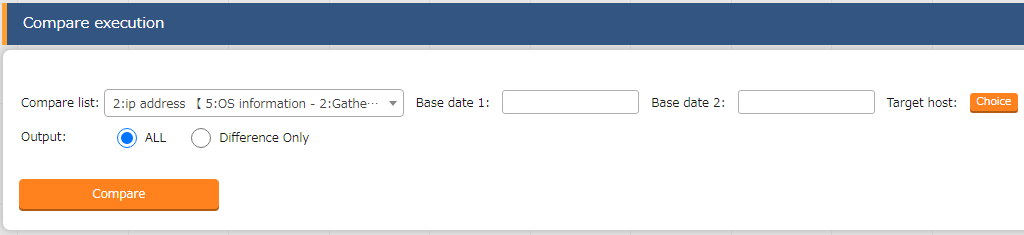 Compare execution
Compare list: 2:ip address 【 5:OS information - 2:Gathe··· Base date 1: Base date 2: Target host: Choice
Output: ALL Difference Only
Compare